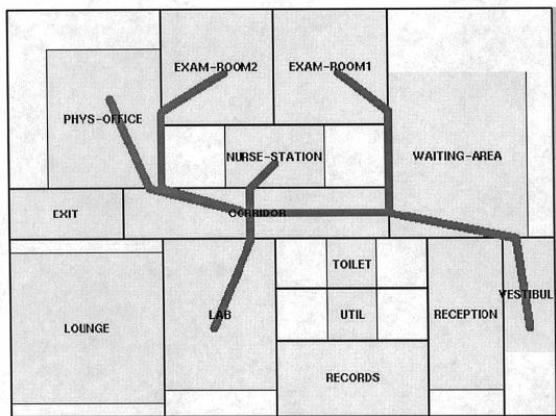 EXAM-ROOM2
EXAM-ROOM1
PHYS-OFFICE
NURSE-STATION
WAITING-AREA
EXIT
CORRIDOR
TOILET
VESTIBUL
LOUNGE
LAB
UTIL
RECEPTION
RECORDS